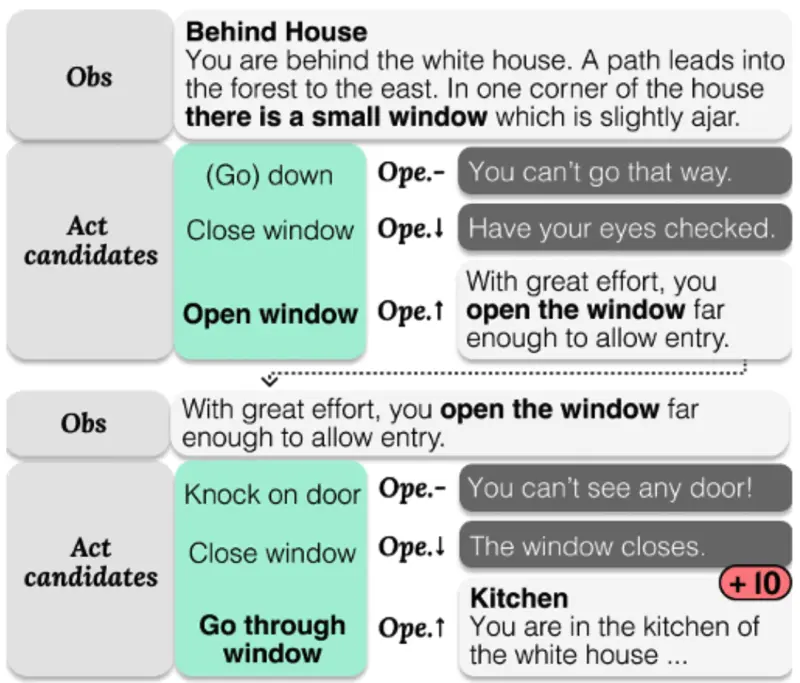 Obs
Behind House
You are behind the white house. A path leads into
the forest to the east. In one corner of the house
there is a small window which is slightly ajar.
Act
candidates
(Go) down
Ope.-
You can't go that way.
Close window
Ope.↓
Have your eyes checked.
Open window
Ope.↑
With great effort, you
open the window far
enough to allow entry.
Obs
With great effort, you open the window far
enough to allow entry.
Act
candidates
Knock on door
Ope.-
You can't see any door!
Close window
Ope.↓
The window closes.
+10
Go through
window
Ope.↑
Kitchen
You are in the kitchen of
the white house ...